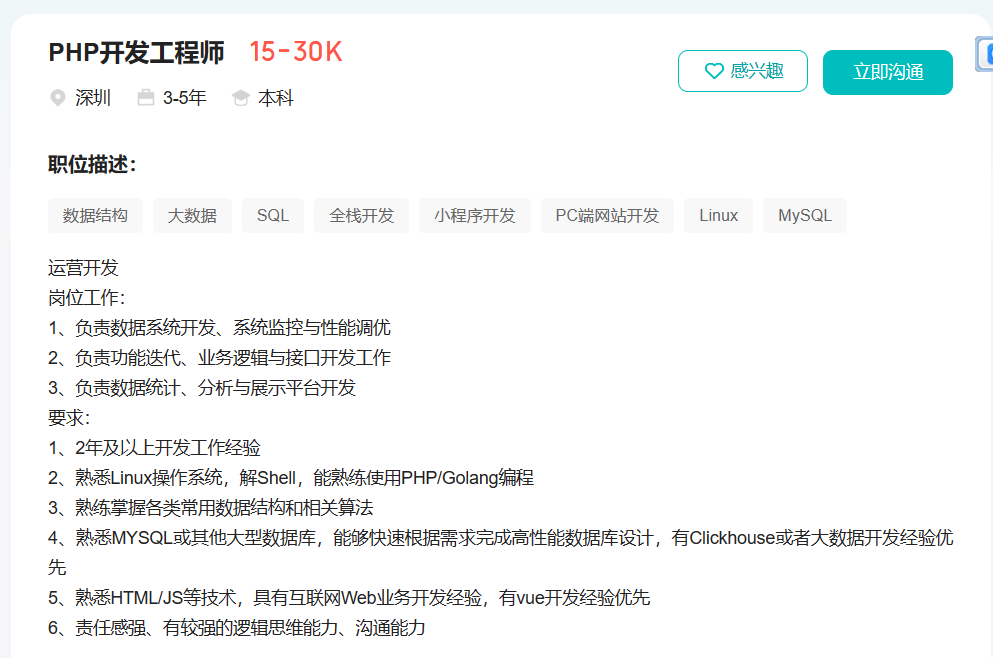 PHP开发工程师 15-30K
感兴趣 立即沟通
深圳 3-5年 本科
职位描述：
数据结构 大数据 SQL 全栈开发 小程序开发 PC端网站开发 Linux MySQL
运营开发
岗位工作：
1、负责数据系统开发、系统监控与性能调优
2、负责功能迭代、业务逻辑与接口开发工作
3、负责数据统计、分析与展示平台开发
要求：
1、2年及以上开发工作经验
2、熟悉Linux操作系统，解Shell，能熟练使用PHP/Golang编程
3、熟练掌握各类常用数据结构和相关算法
4、熟悉MYSQL或其他大型数据库，能够快速根据需求完成高性能数据库设计，有Clickhouse或者大数据开发经验优
先
5、熟悉HTML/JS等技术，具有互联网Web业务开发经验，有vue开发经验优先
6、责任感强、有较强的逻辑思维能力、沟通能力